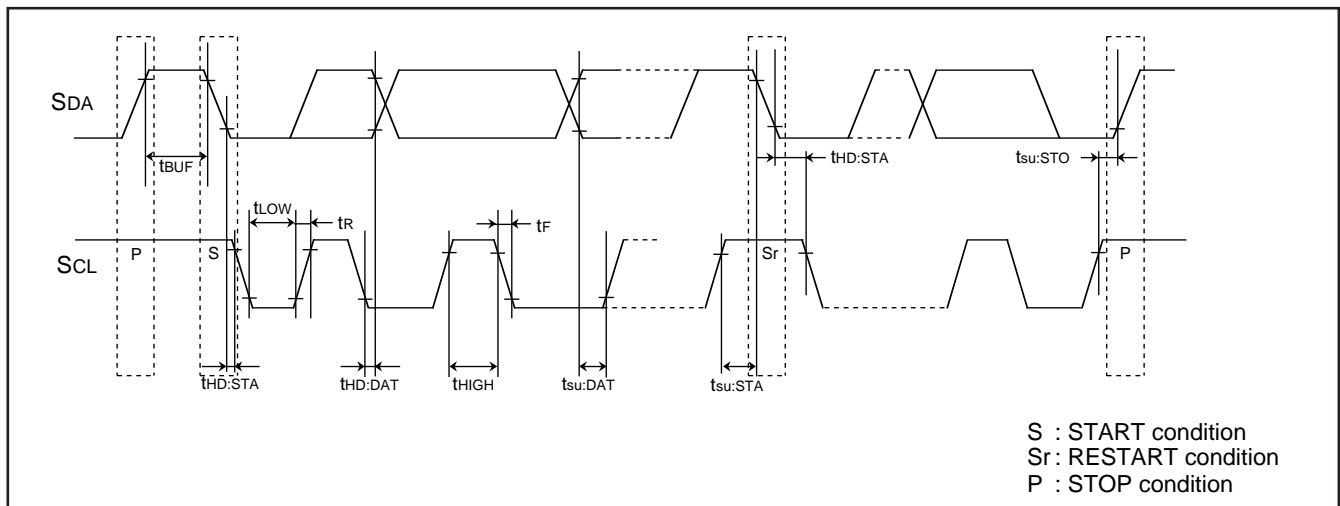 SDA
tBUF
tHD:STA
tsu:STO
tLOW
tR
tF
SCL
P
S
Sr
P
tHD:STA
tHD:DAT
tHIGH
tsu:DAT
tsu:STA
S : START condition
Sr : RESTART condition
P : STOP condition